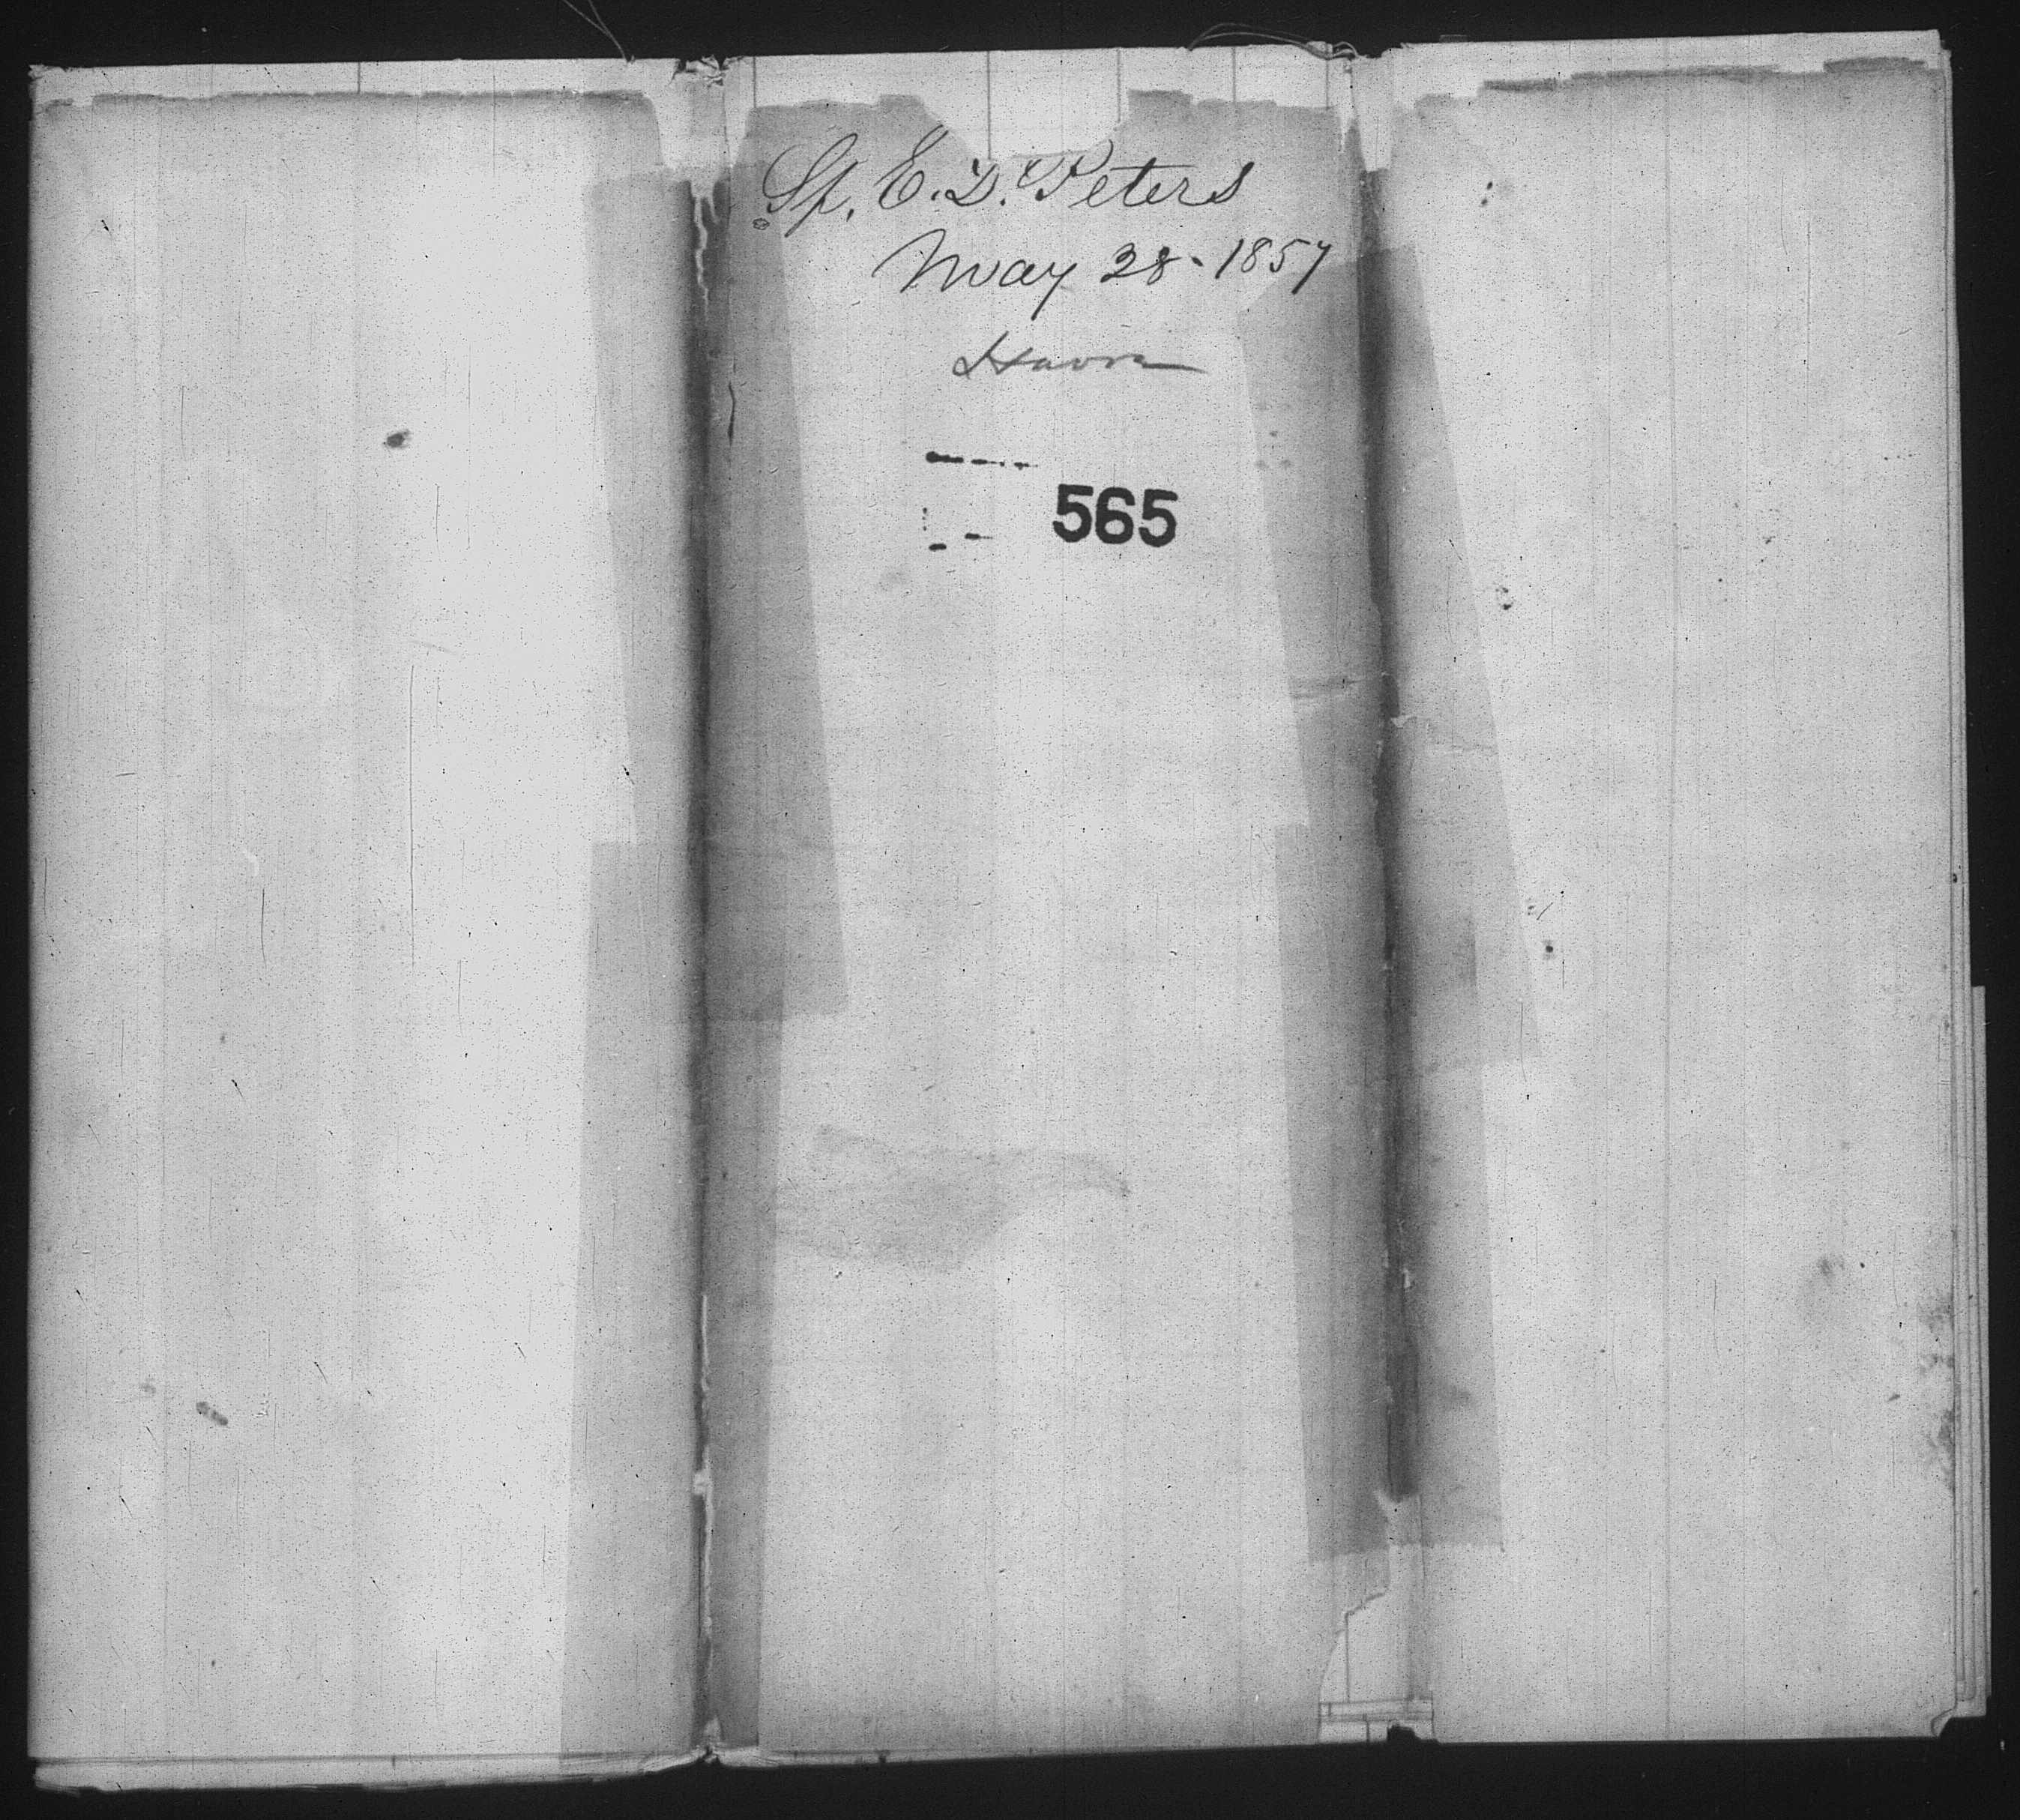 Sp. E. D. Peters
May 28 - 1857
Havre
565